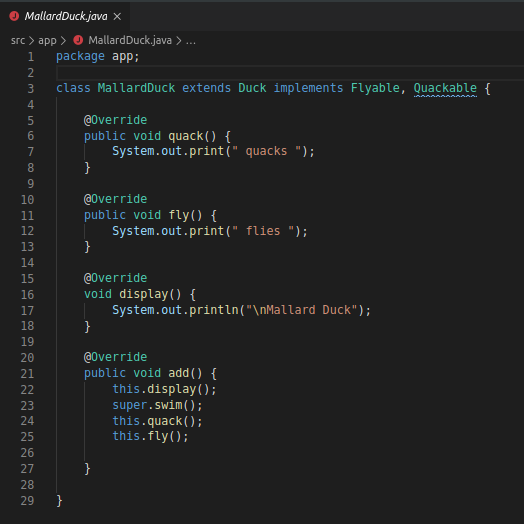 MallardDuck.java ×
src > app > MallardDuck.java > ...
1 package app;
2
3 class MallardDuck extends Duck implements Flyable, Quackable {
4
5 @Override
6 public void quack() {
7 System.out.print(" quacks ");
8 }
9
10 @Override
11 public void fly() {
12 System.out.print(" flies ");
13 }
14
15 @Override
16 void display() {
17 System.out.println("\nMallard Duck");
18 }
19
20 @Override
21 public void add() {
22 this.display();
23 super.swim();
24 this.quack();
25 this.fly();
26
27 }
28
29 }